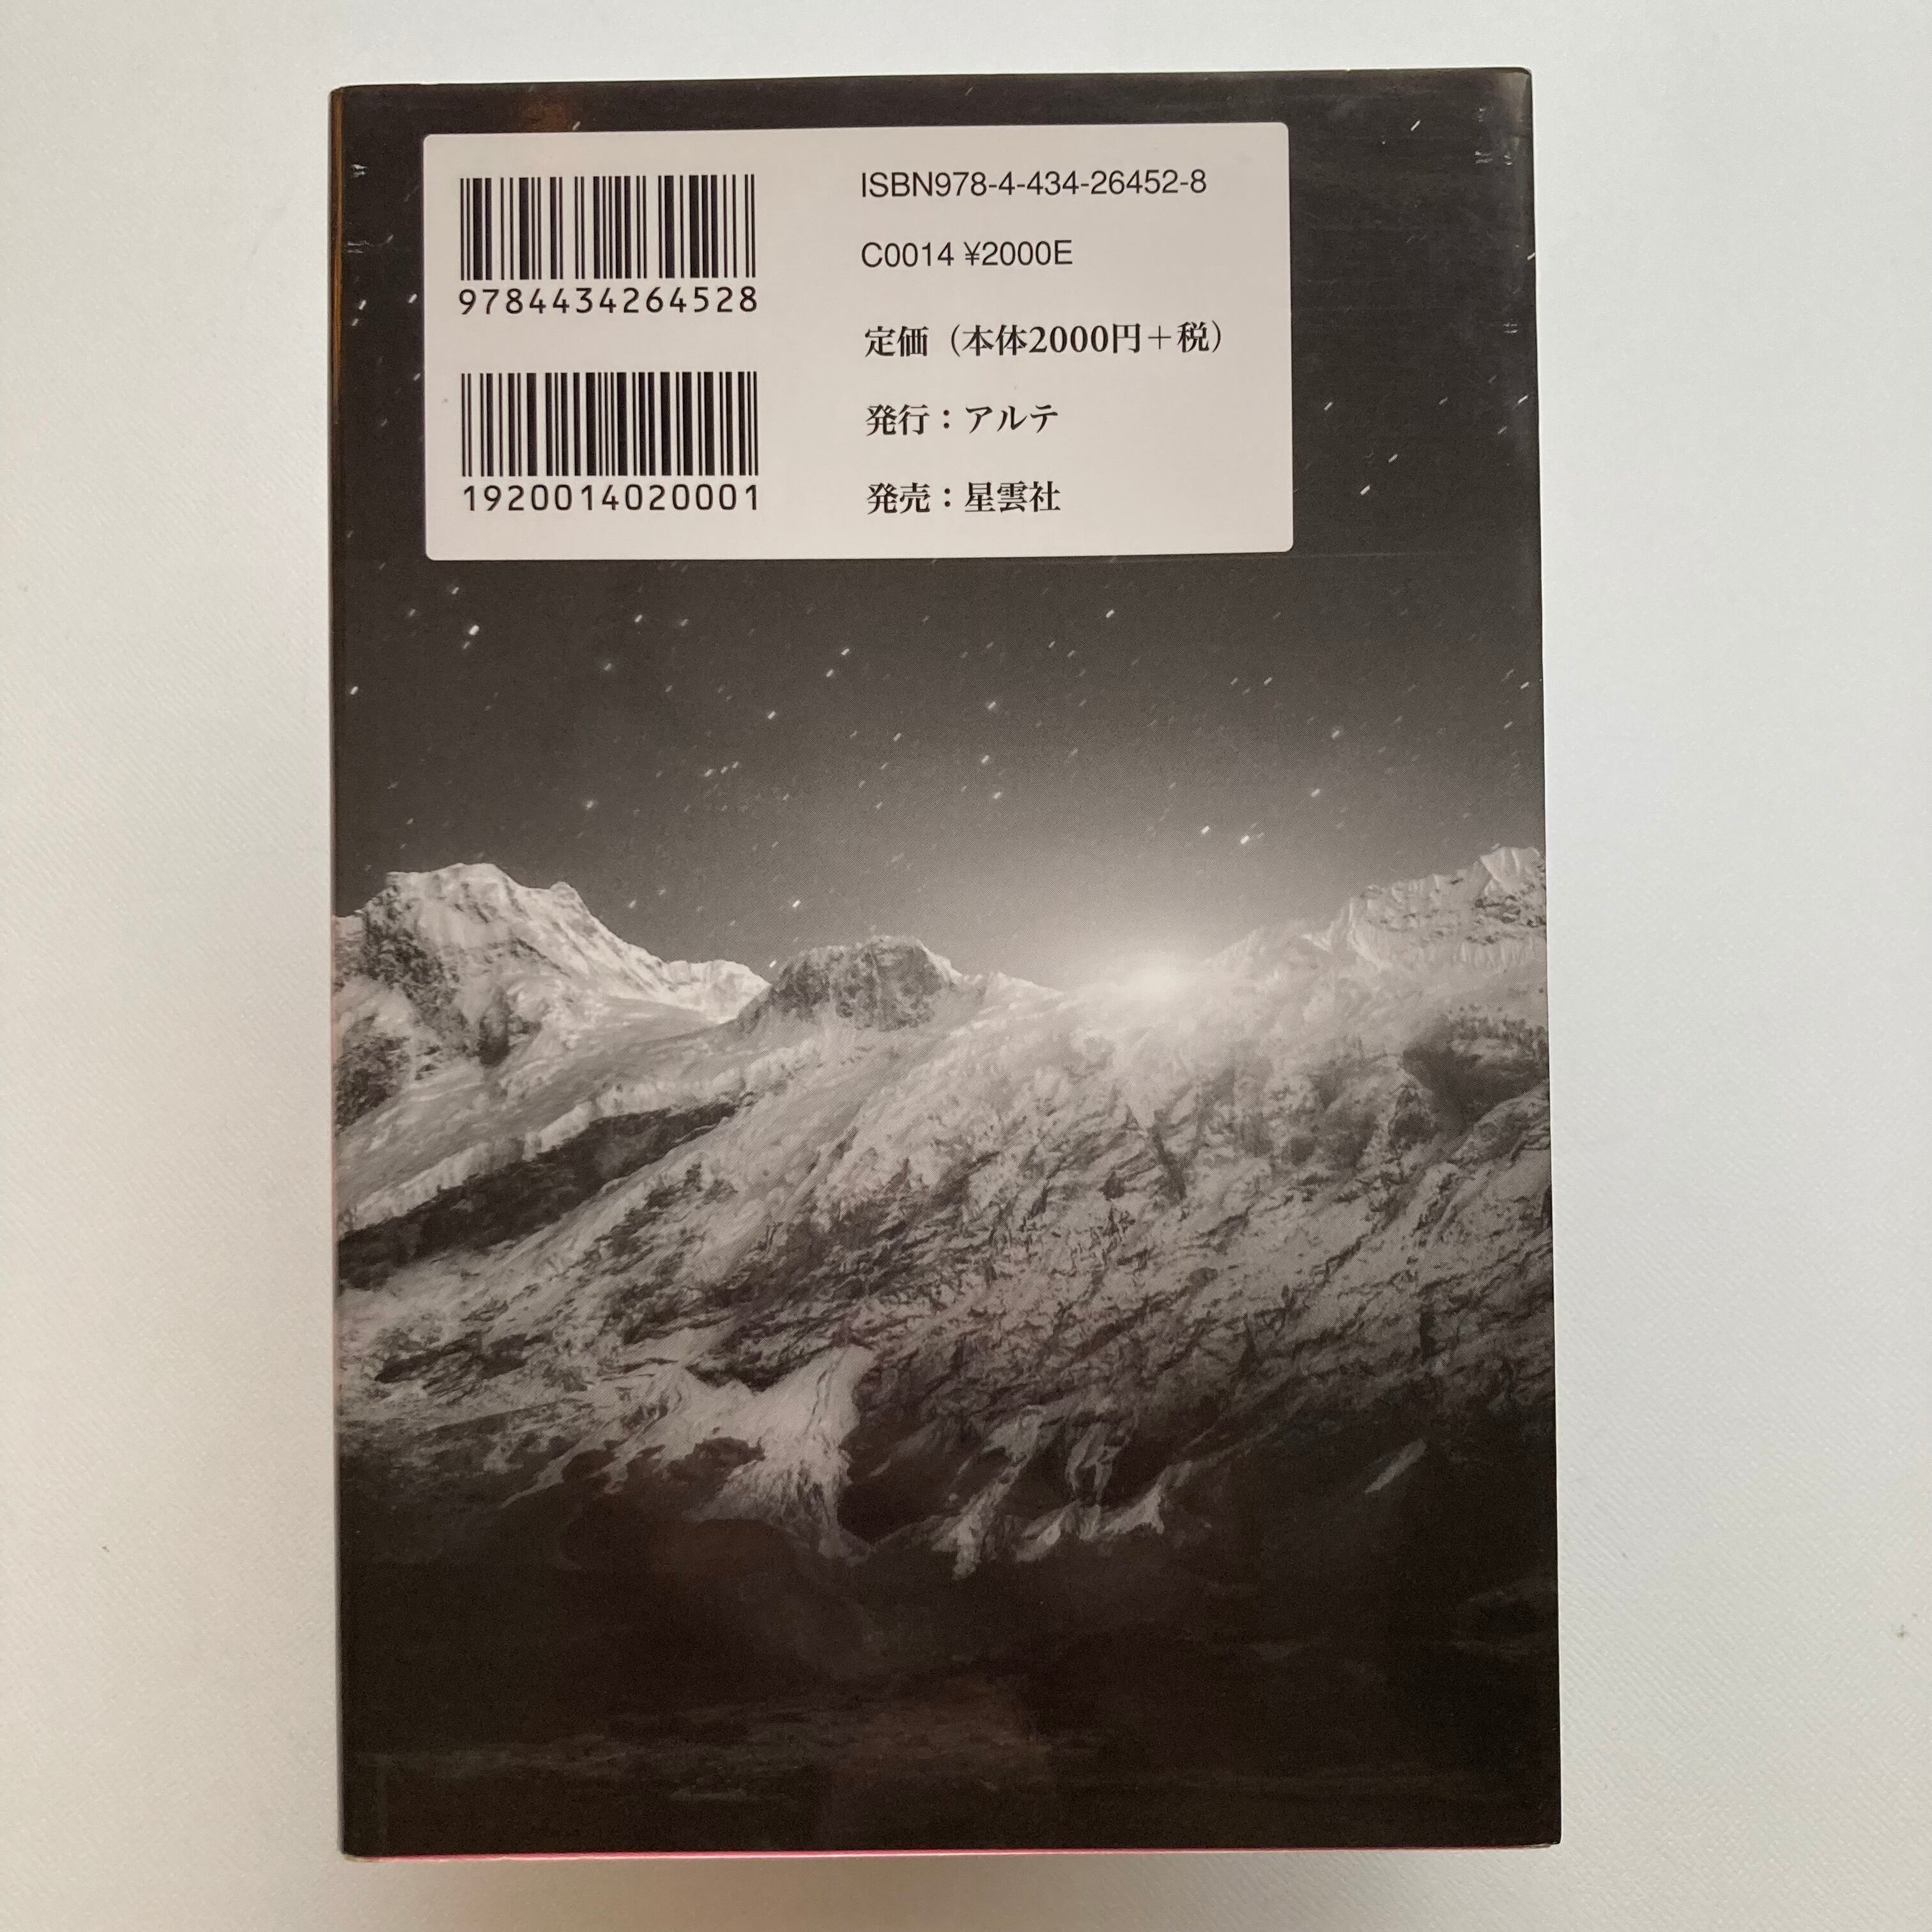 9784434264528
1920014020001
ISBN978-4-434-26452-8
C0014 ¥2000E
定価（本体2000円＋税）
発行：アルテ
発売：星雲社